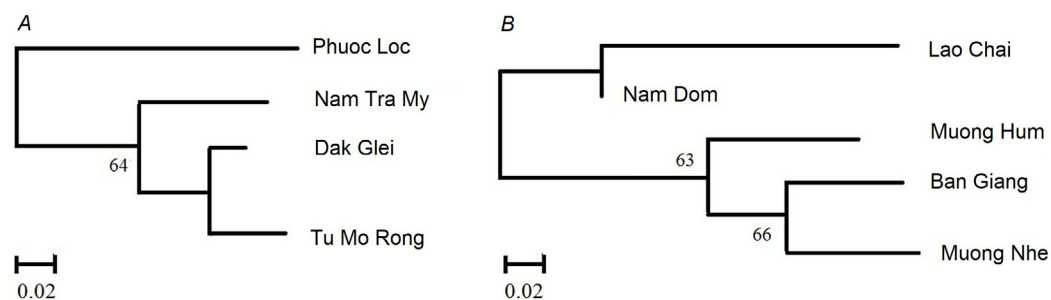 A
Phuoc Loc
Nam Tra My
64
Dak Glei
Tu Mo Rong
0.02
B
Lao Chai
Nam Dom
Muong Hum
63
Ban Giang
66
Muong Nhe
0.02